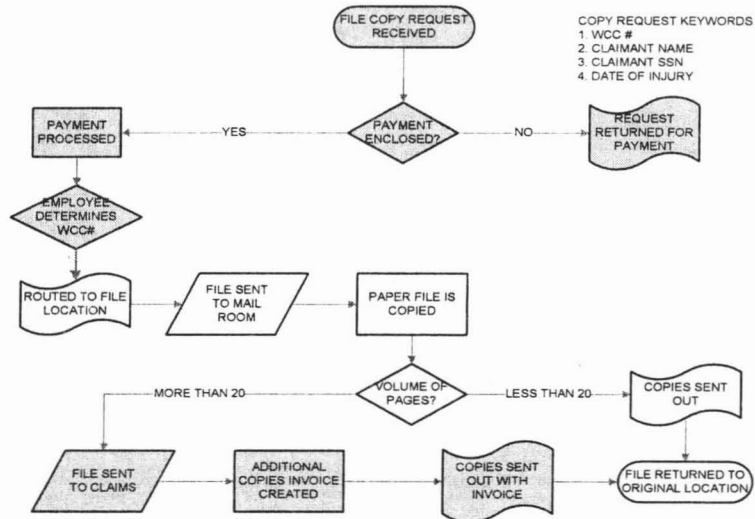 FILE COPY REQUEST
RECEIVED
COPY REQUEST KEYWORDS
1. WCC #
2. CLAIMANT NAME
3. CLAIMANT SSN
4. DATE OF INJURY
PAYMENT
PROCESSED
YES
PAYMENT
ENCLOSED?
NO
REQUEST
RETURNED FOR
PAYMENT
EMPLOYEE
DETERMINES
WCC#
ROUTED TO FILE
LOCATION
FILE SENT
TO MAIL
ROOM
PAPER FILE IS
COPIED
MORE THAN 20
VOLUME OF
PAGES?
LESS THAN 20
COPIES SENT
OUT
FILE SENT
TO CLAIMS
ADDITIONAL
COPIES INVOICE
CREATED
COPIES SENT
OUT WITH
INVOICE
FILE RETURNED TO
ORIGINAL LOCATION